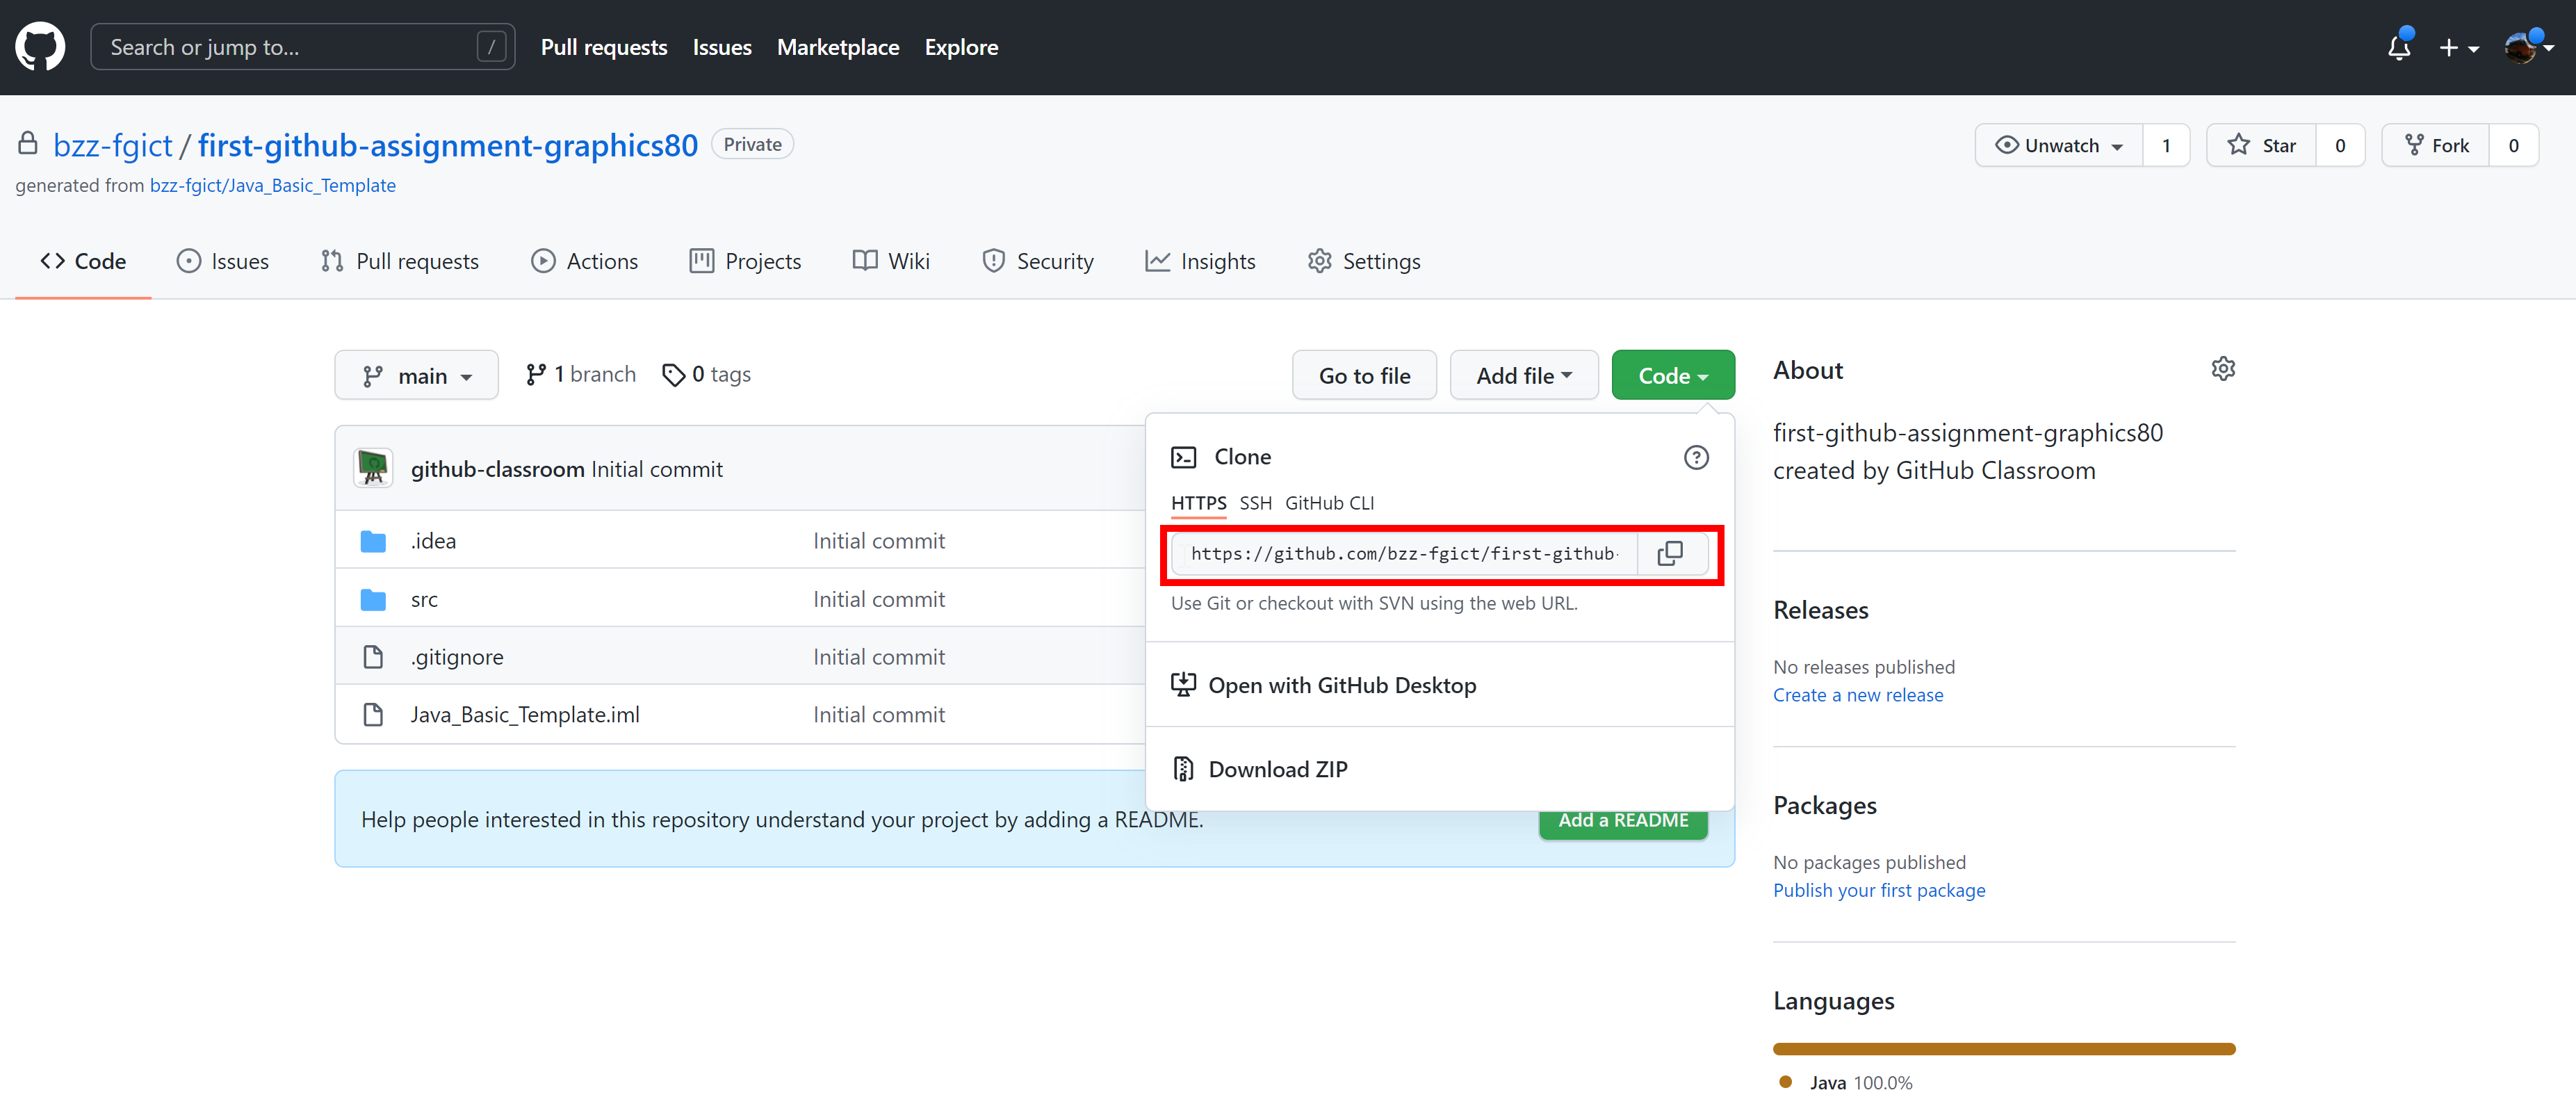 Search or jump to... / Pull requests Issues Marketplace Explore
bzz-fgict / first-github-assignment-graphics80 Private
Unwatch 1 Star 0 Fork 0
generated from bzz-fgict/Java_Basic_Template
Code Issues Pull requests Actions Projects Wiki Security Insights Settings
main 1 branch 0 tags Go to file Add file Code
github-classroom Initial commit
.idea Initial commit
src Initial commit
.gitignore Initial commit
Java_Basic_Template.iml Initial commit
Help people interested in this repository understand your project by adding a README. Add a README
Clone
HTTPS SSH GitHub CLI
https://github.com/bzz-fgict/first-github-
Use Git or checkout with SVN using the web URL.
Open with GitHub Desktop
Download ZIP
About
first-github-assignment-graphics80
created by GitHub Classroom
Releases
No releases published
Create a new release
Packages
No packages published
Publish your first package
Languages
Java 100.0%